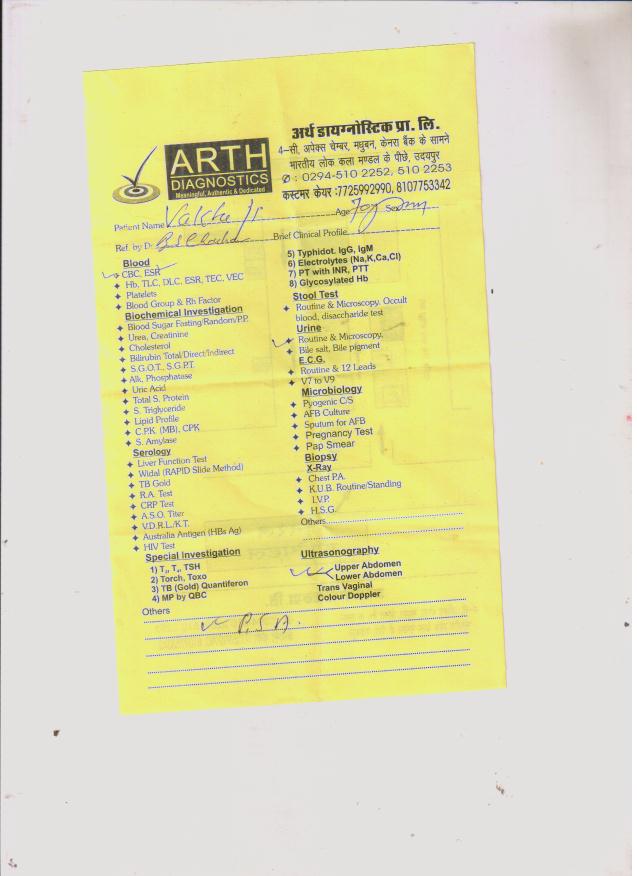 अर्थ डायग्नोस्टिक प्रा. लि.
ARTH
DIAGNOSTICS
Meaningful, Authentic & Dedicated
4-सी, अपेक्स चेम्बर, मधुबन, केनरा बैंक के सामने
भारतीय लोक कला मण्डल के पीछे, उदयपुर
: 0294-510 2252, 510 2253
कस्टमर केयर :7725992990, 8107753342
Patient Name Age 70y Sex
Ref. by Dr. Brief Clinical Profile
Blood
CBC, ESR
Hb, TLC, DLC, ESR, TEC, VEC
Platelets
Blood Group & Rh Factor
Biochemical Investigation
Blood Sugar Fasting/Random/P.P.
Urea, Creatinine
Cholesterol
Bilirubin Total/Direct/Indirect
S.G.O.T., S.G.P.T.
Alk. Phosphatase
Uric Acid
Total S. Protein
S. Triglyceride
Lipid Profile
C.P.K. (MB), CPK
S. Amylase
Serology
Liver Function Test
Widal (RAPID Slide Method)
TB Gold
R.A. Test
CRP Test
A.S.O. Titer
V.D.R.L./K.T.
Australia Antigen (HBs Ag)
HIV Test
Special Investigation
1) T3, T4, TSH
2) Torch, Toxo
3) TB (Gold) Quantiferon
4) MP by QBC
5) Typhidot. IgG, IgM
6) Electrolytes (Na,K,Ca,Cl)
7) PT with INR, PTT
8) Glycosylated Hb
Stool Test
Routine & Microscopy, Occult
blood, disaccharide test
Urine
Routine & Microscopy,
Bile salt, Bile pigment
E.C.G.
Routine & 12 Leads
V7 to V9
Microbiology
Pyogenic C/S
AFB Culture
Sputum for AFB
Pregnancy Test
Pap Smear
Biopsy
X-Ray
Chest P.A.
K.U.B. Routine/Standing
I.V.P.
H.S.G.
Others
Ultrasonography
Upper Abdomen
Lower Abdomen
Trans Vaginal
Colour Doppler
Others
P.S.A.